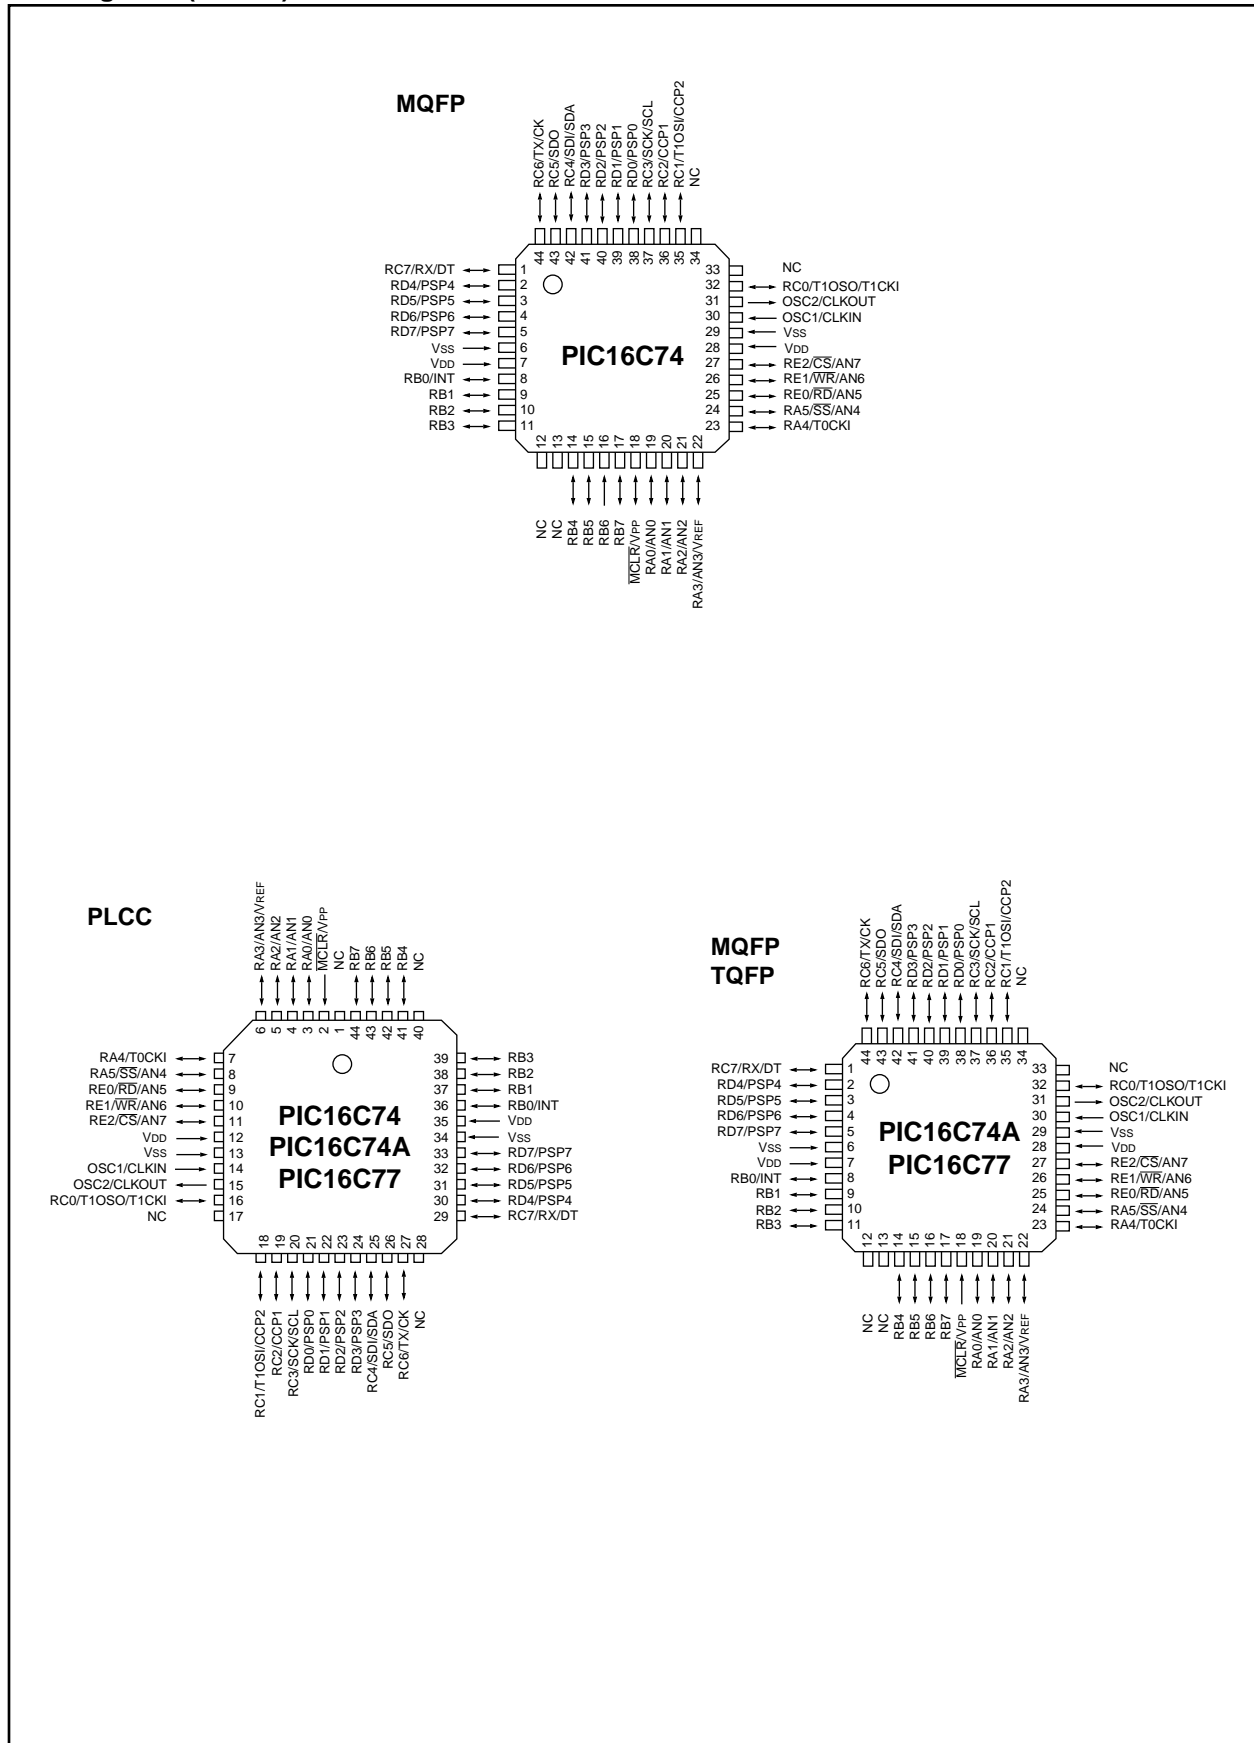 MQFP
RC6/TX/CK
RC5/SDO
RC4/SDI/SDA
RD3/PSP3
RD2/PSP2
RD1/PSP1
RD0/PSP0
RC3/SCK/SCL
RC2/CCP1
RC1/T1OSI/CCP2
NC
44 43 42 41 40 39 38 37 36 35 34
RC7/RX/DT 1
RD4/PSP4 2
RD5/PSP5 3
RD6/PSP6 4
RD7/PSP7 5
VSS 6
VDD 7
RB0/INT 8
RB1 9
RB2 10
RB3 11
PIC16C74
33 NC
32 RC0/T1OSO/T1CKI
31 OSC2/CLKOUT
30 OSC1/CLKIN
29 VSS
28 VDD
27 RE2/CS/AN7
26 RE1/WR/AN6
25 RE0/RD/AN5
24 RA5/SS/AN4
23 RA4/T0CKI
12 13 14 15 16 17 18 19 20 21 22
NC
NC
RB4
RB5
RB6
RB7
MCLR/VPP
RA0/AN0
RA1/AN1
RA2/AN2
RA3/AN3/VREF
PLCC
RA3/AN3/VREF
RA2/AN2
RA1/AN1
RA0/AN0
MCLR/VPP
NC
RB7
RB6
RB5
RB4
NC
6 5 4 3 2 1 44 43 42 41 40
RA4/T0CKI 7
RA5/SS/AN4 8
RE0/RD/AN5 9
RE1/WR/AN6 10
RE2/CS/AN7 11
VDD 12
VSS 13
OSC1/CLKIN 14
OSC2/CLKOUT 15
RC0/T1OSO/T1CKI 16
NC 17
PIC16C74
PIC16C74A
PIC16C77
39 RB3
38 RB2
37 RB1
36 RB0/INT
35 VDD
34 VSS
33 RD7/PSP7
32 RD6/PSP6
31 RD5/PSP5
30 RD4/PSP4
29 RC7/RX/DT
18 19 20 21 22 23 24 25 26 27 28
RC1/T1OSI/CCP2
RC2/CCP1
RC3/SCK/SCL
RD0/PSP0
RD1/PSP1
RD2/PSP2
RD3/PSP3
RC4/SDI/SDA
RC5/SDO
RC6/TX/CK
NC
MQFP
TQFP
RC6/TX/CK
RC5/SDO
RC4/SDI/SDA
RD3/PSP3
RD2/PSP2
RD1/PSP1
RD0/PSP0
RC3/SCK/SCL
RC2/CCP1
RC1/T1OSI/CCP2
NC
44 43 42 41 40 39 38 37 36 35 34
RC7/RX/DT 1
RD4/PSP4 2
RD5/PSP5 3
RD6/PSP6 4
RD7/PSP7 5
VSS 6
VDD 7
RB0/INT 8
RB1 9
RB2 10
RB3 11
PIC16C74A
PIC16C77
33 NC
32 RC0/T1OSO/T1CKI
31 OSC2/CLKOUT
30 OSC1/CLKIN
29 VSS
28 VDD
27 RE2/CS/AN7
26 RE1/WR/AN6
25 RE0/RD/AN5
24 RA5/SS/AN4
23 RA4/T0CKI
12 13 14 15 16 17 18 19 20 21 22
NC
NC
RB4
RB5
RB6
RB7
MCLR/VPP
RA0/AN0
RA1/AN1
RA2/AN2
RA3/AN3/VREF